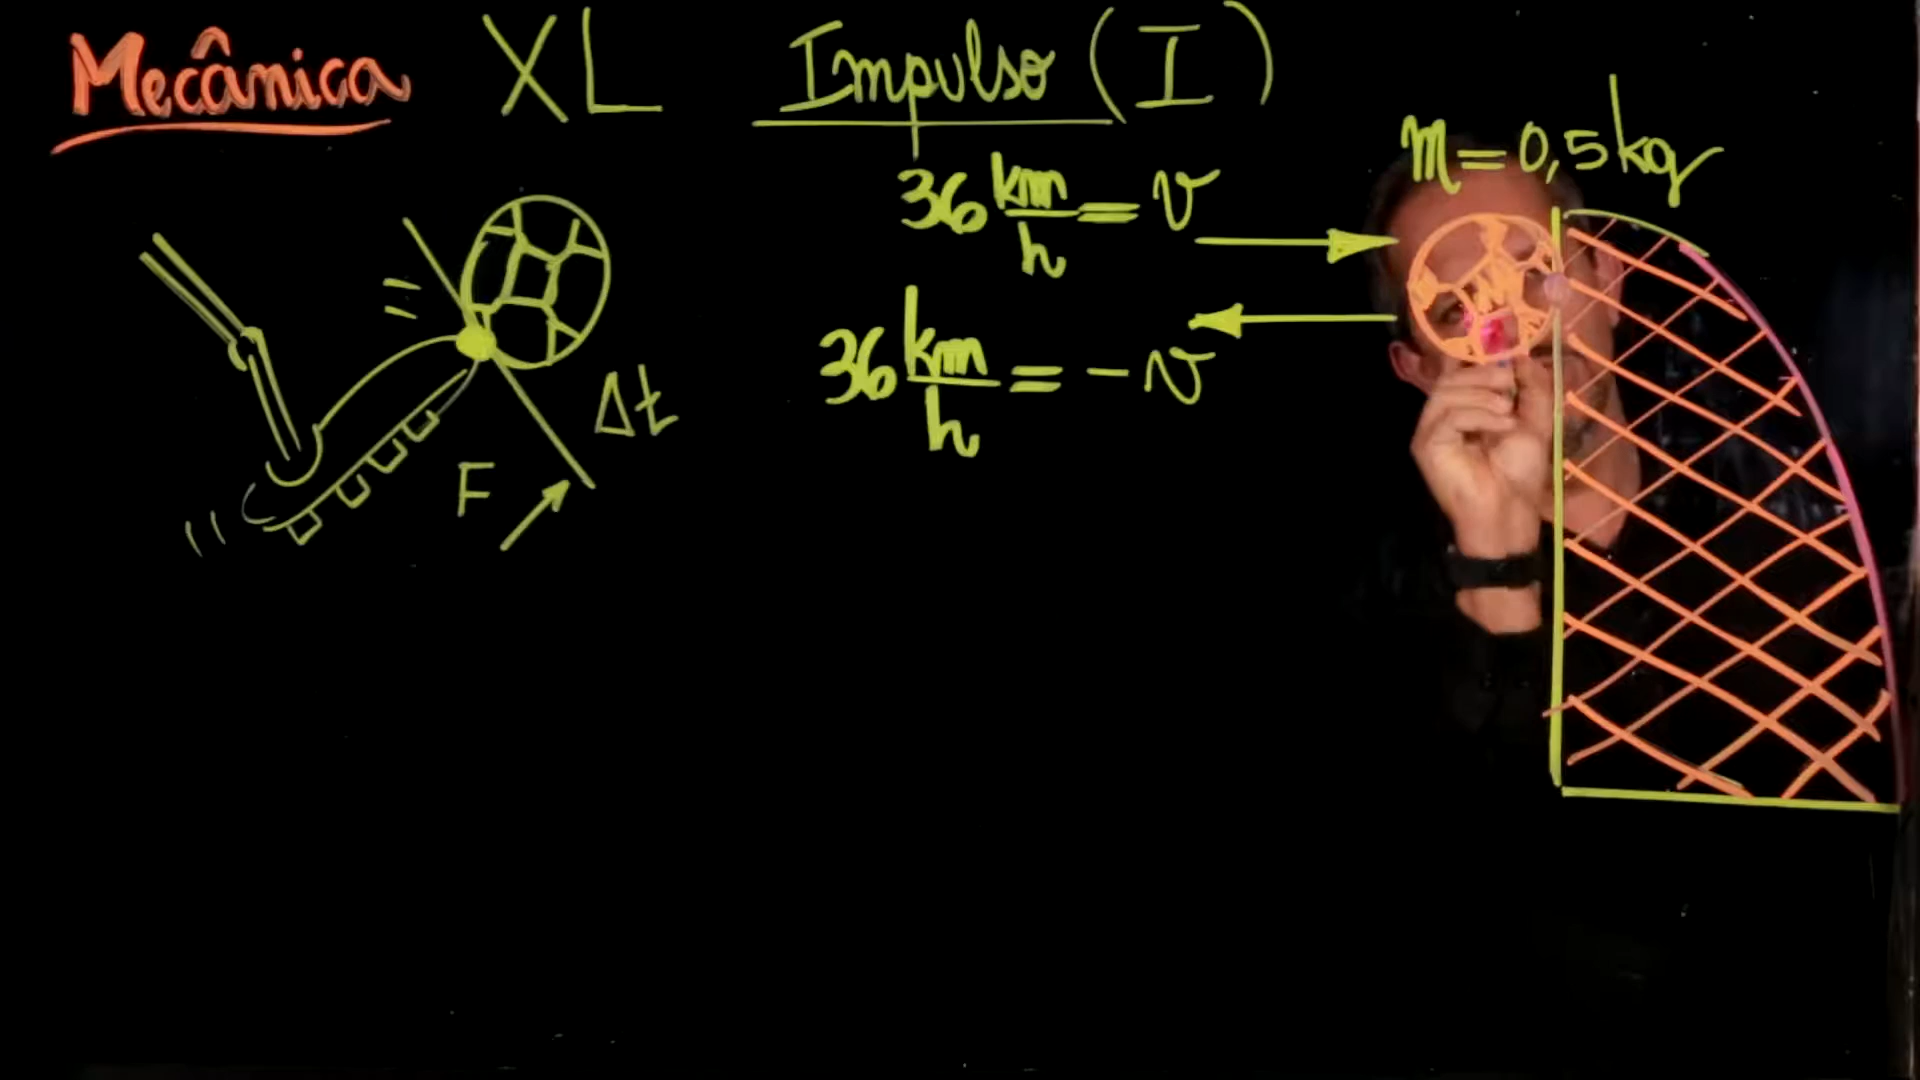 Mecânica XL Impulso (I)
m = 0,5 kg
36 km/h = v
36 km/h = - v
Δt
F